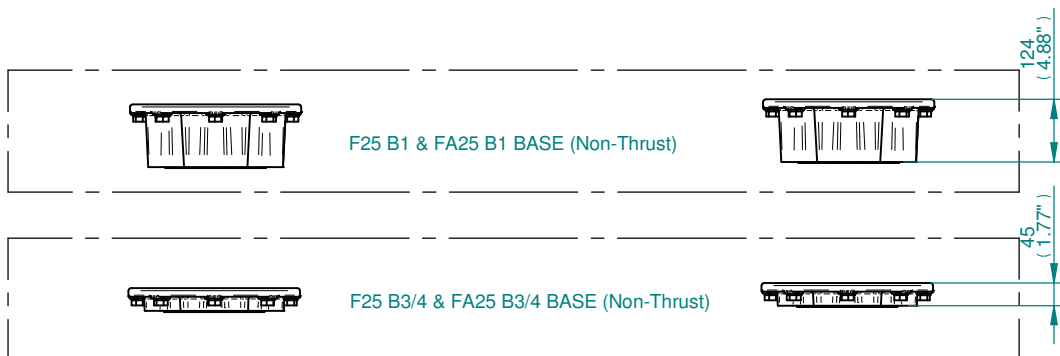 124
( 4.88" )
F25 B1 & FA25 B1 BASE (Non-Thrust)
45
( 1.77" )
F25 B3/4 & FA25 B3/4 BASE (Non-Thrust)